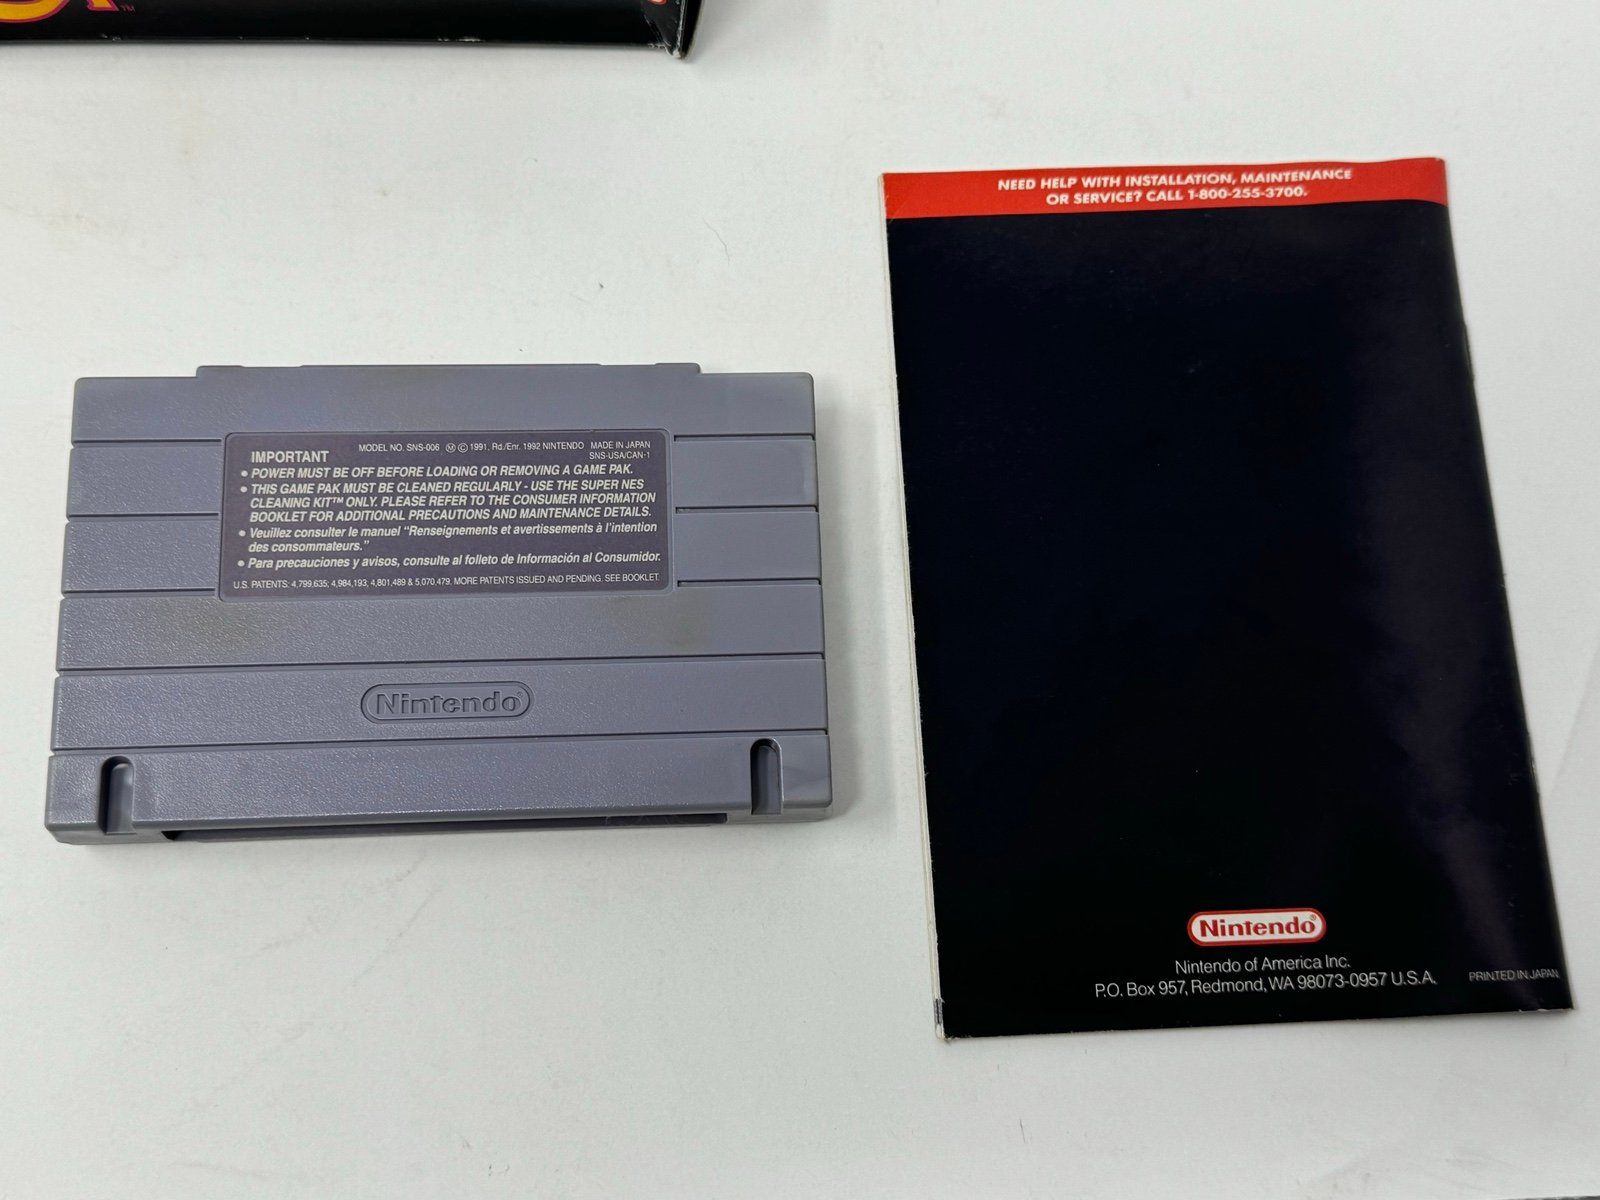 TM
NEED HELP WITH INSTALLATION, MAINTENANCE
OR SERVICE? CALL 1-800-255-3700.
MODEL NO. SNS-006 Ⓜ © 1991, Rd./Enr. 1992 NINTENDO MADE IN JAPAN
IMPORTANT
SNS-USA/CAN-1
• POWER MUST BE OFF BEFORE LOADING OR REMOVING A GAME PAK.
• THIS GAME PAK MUST BE CLEANED REGULARLY - USE THE SUPER NES
CLEANING KIT™ ONLY. PLEASE REFER TO THE CONSUMER INFORMATION
BOOKLET FOR ADDITIONAL PRECAUTIONS AND MAINTENANCE DETAILS.
• Veuillez consulter le manuel “Renseignements et avertissements à l'intention
des consommateurs.”
• Para precauciones y avisos, consulte al folleto de Información al Consumidor.
U.S. PATENTS: 4,799,635; 4,984,193; 4,801,489 & 5,070,479. MORE PATENTS ISSUED AND PENDING. SEE BOOKLET.
Nintendo
Nintendo®
Nintendo of America Inc.
P.O. Box 957, Redmond, WA 98073-0957 U.S.A.
PRINTED IN JAPAN